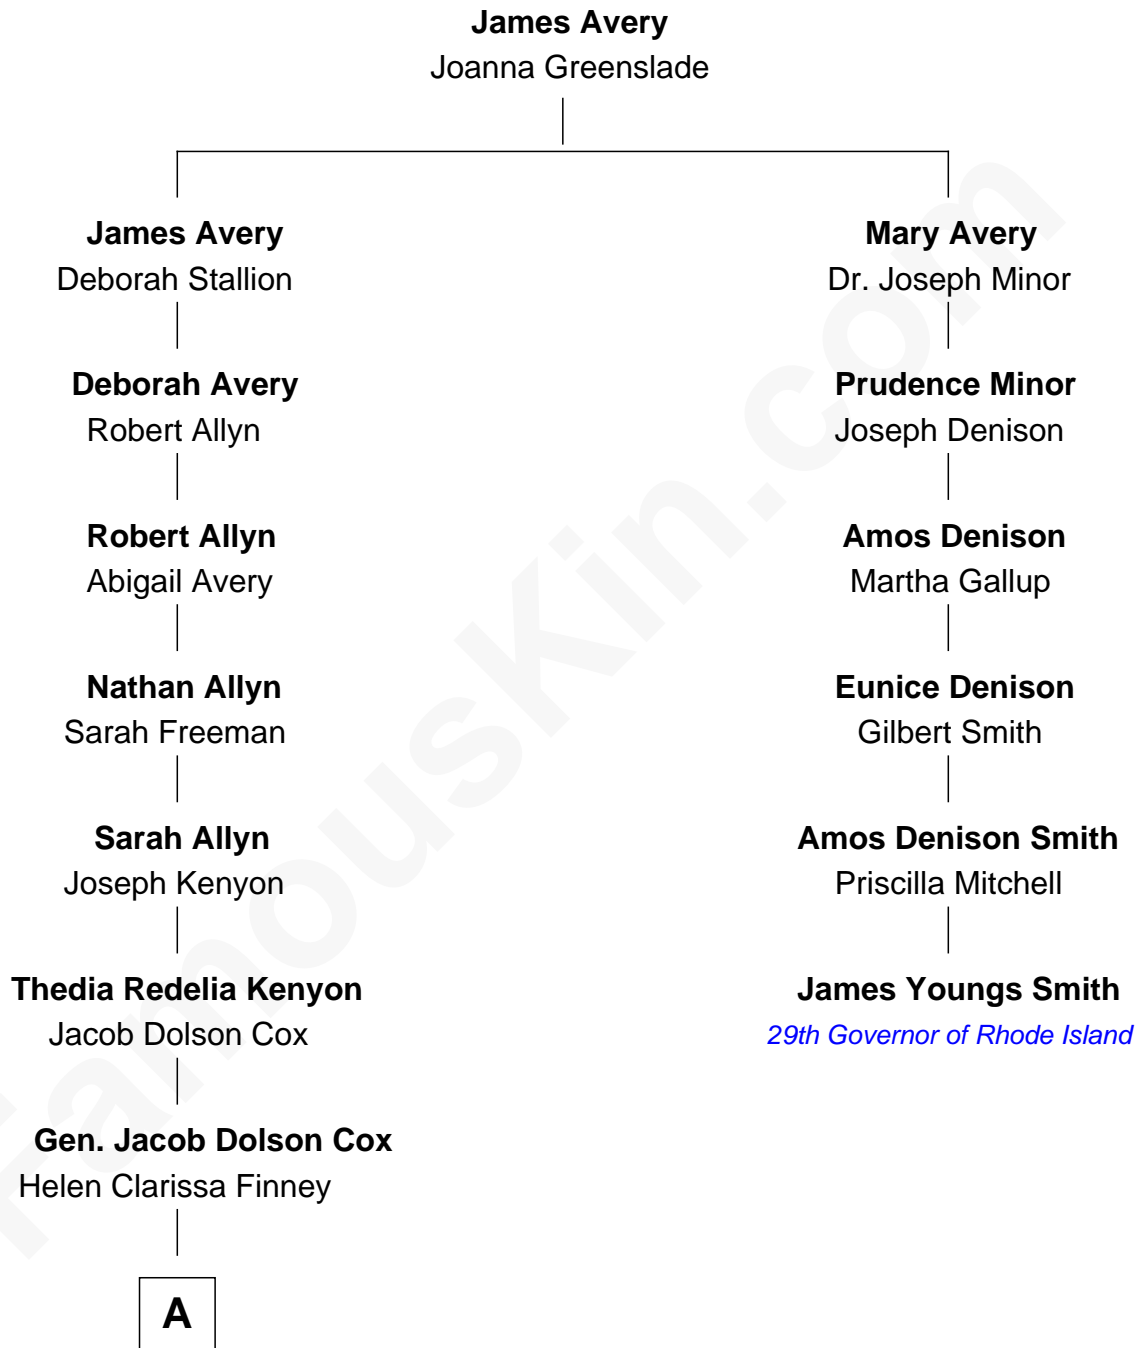 James Avery
Joanna Greenslade
James Avery
Deborah Stallion
Mary Avery
Dr. Joseph Minor
Deborah Avery
Robert Allyn
Prudence Minor
Joseph Denison
Robert Allyn
Abigail Avery
Amos Denison
Martha Gallup
Nathan Allyn
Sarah Freeman
Eunice Denison
Gilbert Smith
Sarah Allyn
Joseph Kenyon
Amos Denison Smith
Priscilla Mitchell
Thedia Redelia Kenyon
Jacob Dolson Cox
James Youngs Smith
29th Governor of Rhode Island
Gen. Jacob Dolson Cox
Helen Clarissa Finney
A
FamousKin.com